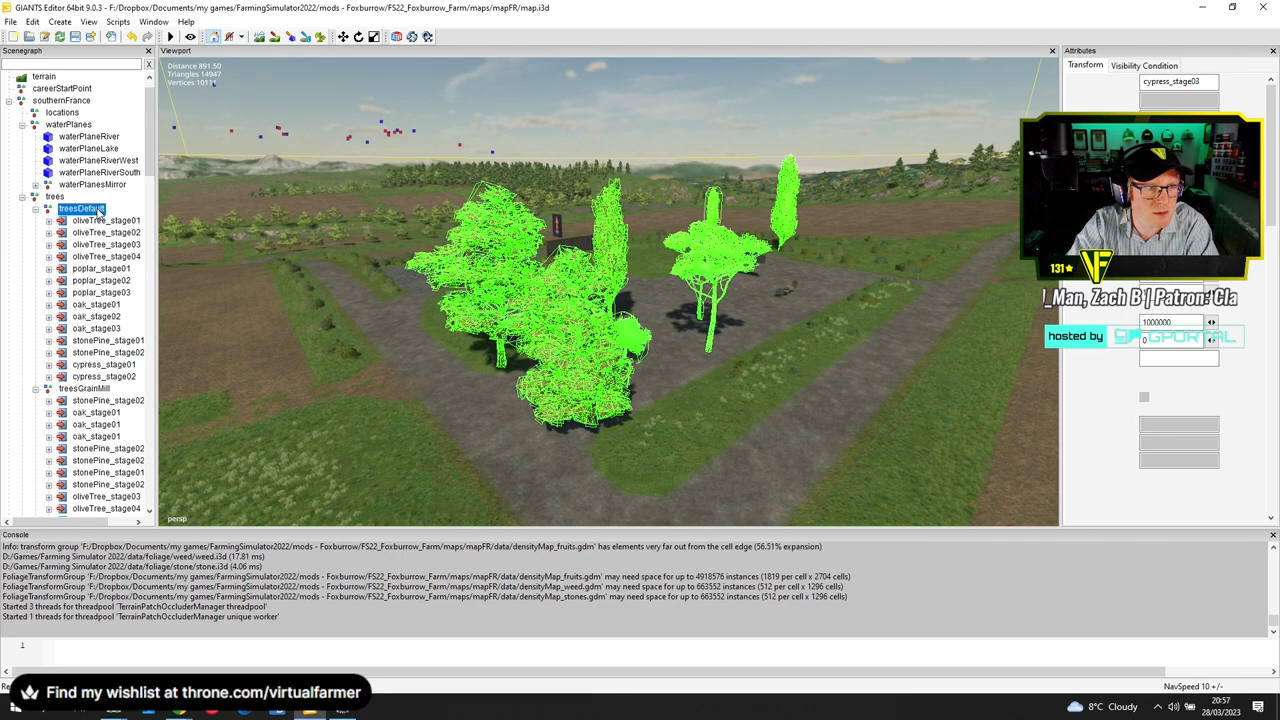 GIANTS Editor 64bit 9.0.3 - F:/Dropbox/Documents/my games/FarmingSimulator2022/mods - Foxburrow/FS22_Foxburrow_Farm/maps/mapFR/map.i3d
File Edit Create View Scripts Window Help
Scenegraph
Viewport
Attributes
Transform Visibility Condition
cypress_stage03
Distance 891.50
Triangles 14947
Vertices 1011
terrain
careerStartPoint
southernFrance
locations
waterPlanes
waterPlaneRiver
waterPlaneLake
waterPlaneRiverWest
waterPlaneRiverSouth
waterPlanesMirror
trees
treesDefault
oliveTree_stage01
oliveTree_stage02
oliveTree_stage03
oliveTree_stage04
poplar_stage01
poplar_stage02
poplar_stage03
oak_stage01
oak_stage02
oak_stage03
stonePine_stage01
stonePine_stage02
cypress_stage01
cypress_stage02
treesGrainMill
stonePine_stage02
oak_stage01
oak_stage01
oak_stage01
stonePine_stage02
stonePine_stage02
stonePine_stage01
stonePine_stage02
oliveTree_stage03
oliveTree_stage04
persp
131
VF
_Man, Zach B | Patron: Cla
1000000
hosted by GPORTAL
0
Console
Info: transform group 'F:/Dropbox/Documents/my games/FarmingSimulator2022/mods - Foxburrow/FS22_Foxburrow_Farm/maps/mapFR/data/densityMap_fruits.gdm' has elements very far out from the cell edge (56.51% expansion)
D:/Games/Farming Simulator 2022/data/foliage/weed/weed.i3d (17.81 ms)
D:/Games/Farming Simulator 2022/data/foliage/stone/stone.i3d (4.06 ms)
FoliageTransformGroup 'F:/Dropbox/Documents/my games/FarmingSimulator2022/mods - Foxburrow/FS22_Foxburrow_Farm/maps/mapFR/data/densityMap_fruits.gdm' may need space for up to 4918576 instances (1819 per cell x 2704 cells)
FoliageTransformGroup 'F:/Dropbox/Documents/my games/FarmingSimulator2022/mods - Foxburrow/FS22_Foxburrow_Farm/maps/mapFR/data/densityMap_weed.gdm' may need space for up to 663552 instances (512 per cell x 1296 cells)
FoliageTransformGroup 'F:/Dropbox/Documents/my games/FarmingSimulator2022/mods - Foxburrow/FS22_Foxburrow_Farm/maps/mapFR/data/densityMap_stones.gdm' may need space for up to 663552 instances (512 per cell x 1296 cells)
Started 3 threads for threadpool 'TerrainPatchOccluderManager threadpool'
Started 1 threads for threadpool 'TerrainPatchOccluderManager unique worker'
1
NavSpeed 10 +/-
Find my wishlist at throne.com/virtualfarmer
8°C Cloudy
20:57
28/03/2023